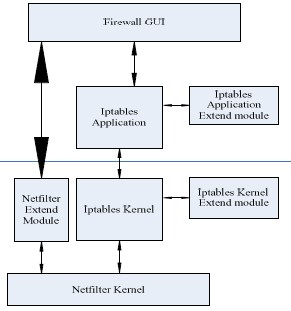 Firewall GUI
Iptables
Application
Iptables
Application
Extend module
Netfilter
Extend
Module
Iptables Kernel
Iptables Kernel
Extend module
Netfilter Kernel